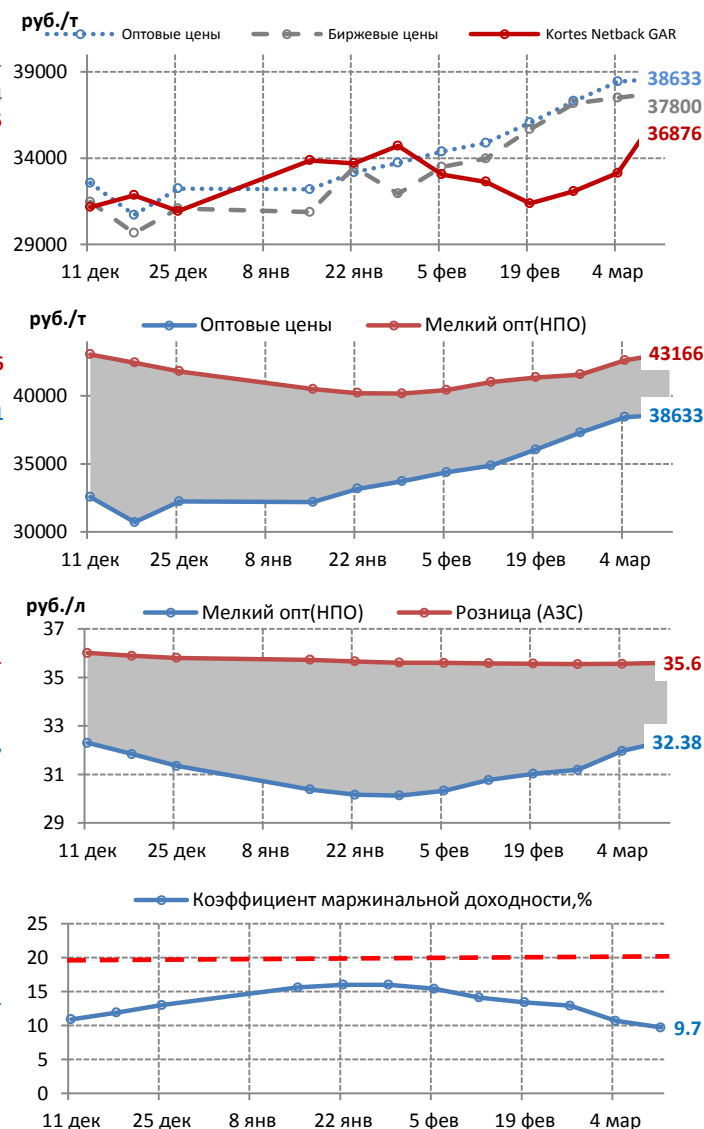 руб./т
Оптовые цены Биржевые цены Kortes Netback GAR
39000
38633
37800
36876
34000
29000
11 дек 25 дек 8 янв 22 янв 5 фев 19 фев 4 мар
руб./т
Оптовые цены Мелкий опт(НПО)
43166
40000
38633
35000
30000
11 дек 25 дек 8 янв 22 янв 5 фев 19 фев 4 мар
руб./л
Мелкий опт(НПО) Розница (АЗС)
37
35.6
35
33
32.38
31
29
11 дек 25 дек 8 янв 22 янв 5 фев 19 фев 4 мар
Коэффициент маржинальной доходности,%
25
20
15
10
9.7
5
0
11 дек 25 дек 8 янв 22 янв 5 фев 19 фев 4 мар